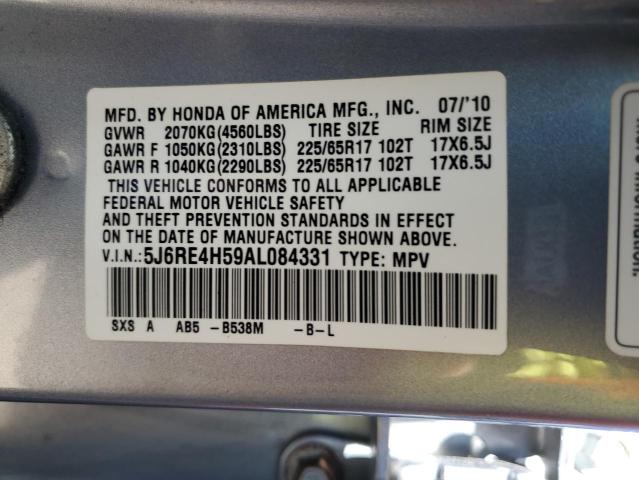 MFD. BY HONDA OF AMERICA MFG., INC. 07/'10
GVWR 2070KG(4560LBS) TIRE SIZE RIM SIZE
GAWR F 1050KG(2310LBS) 225/65R17 102T 17X6.5J
GAWR R 1040KG(2290LBS) 225/65R17 102T 17X6.5J
THIS VEHICLE CONFORMS TO ALL APPLICABLE
FEDERAL MOTOR VEHICLE SAFETY
AND THEFT PREVENTION STANDARDS IN EFFECT
ON THE DATE OF MANUFACTURE SHOWN ABOVE.
V.I.N.: 5J6RE4H59AL084331 TYPE: MPV
SXS A AB5 -B538M -B-L
information.